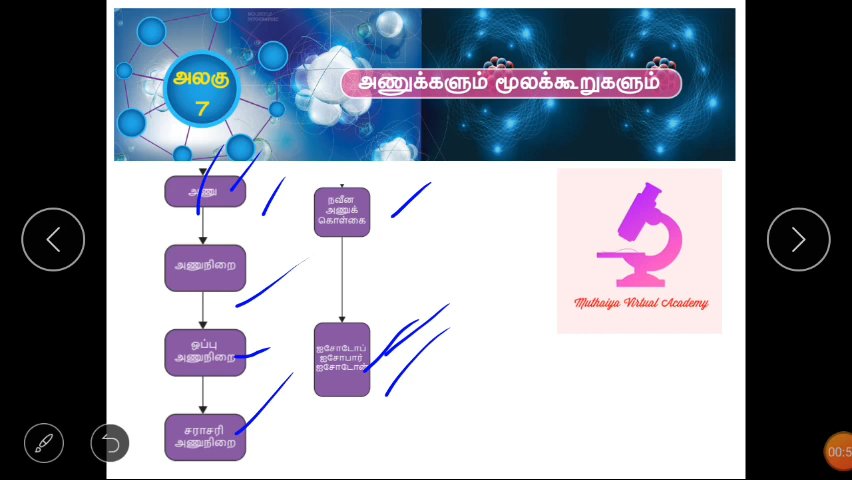 அலகு
7
அணுக்களும் மூலக்கூறுகளும்
அணு
அணுநிறை
ஒப்பு
அணுநிறை
சராசரி
அணுநிறை
நவீன
அணுக்
கொள்கை
ஐசோடோப்
ஐசோபார்
ஐசோடோன்
Muthaiya Virtual Academy
00:5